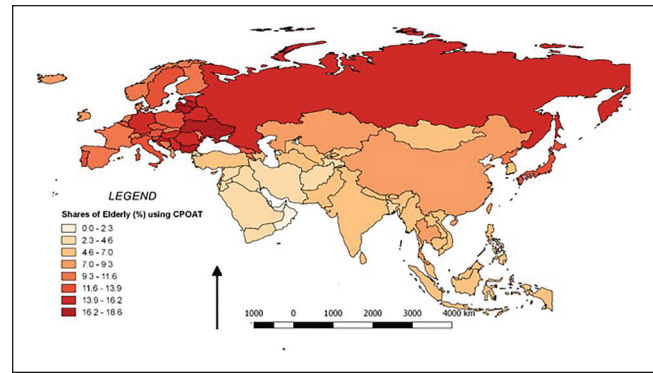 LEGEND
Shares of Elderly (%) using CPOAT
0.0 - 2.3
2.3 - 4.6
4.6 - 7.0
7.0 - 9.3
9.3 - 11.6
11.6 - 13.9
13.9 - 16.2
16.2 - 18.6
1000 0 1000 2000 3000 4000 km